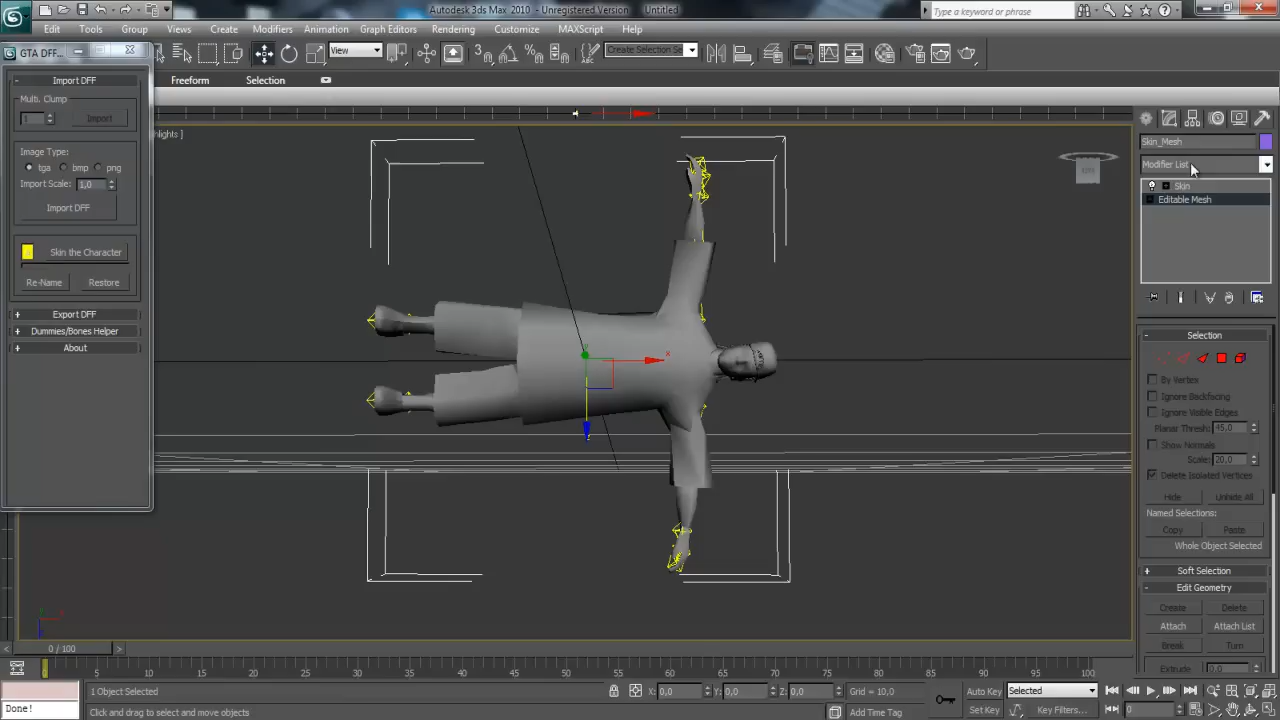 Autodesk 3ds Max 2010 - Unregistered Version Untitled
Type a keyword or phrase
Edit Tools Group Views Create Modifiers Animation Graph Editors Rendering Customize MAXScript Help
GTA DFF...
View
Create Selection Se
Freeform Selection
Import DFF
Multi. Clump
1 Import
Image Type:
tga bmp png
Import Scale: 1,0
Import DFF
Skin the Character
Re-Name Restore
Export DFF
Dummies/Bones Helper
About
hlights ]
Skin_Mesh
Modifier List
Skin
Editable Mesh
Selection
By Vertex
Ignore Backfacing
Ignore Visible Edges
Planar Thresh: 45,0
Show Normals
Scale: 20,0
Delete Isolated Vertices
Hide Unhide All
Named Selections:
Copy Paste
Whole Object Selected
Soft Selection
Edit Geometry
Create Delete
Attach Attach List
Break Turn
Extrude 0,0
x
0 / 100
5 10 15 20 25 30 35 40 45 50 55 60 65 70 75 80 85 90 95 100
1 Object Selected X: 0,0 Y: 0,0 Z: 0,0 Grid = 10,0 Auto Key Selected
Done! Click and drag to select and move objects Add Time Tag Set Key Key Filters... 0